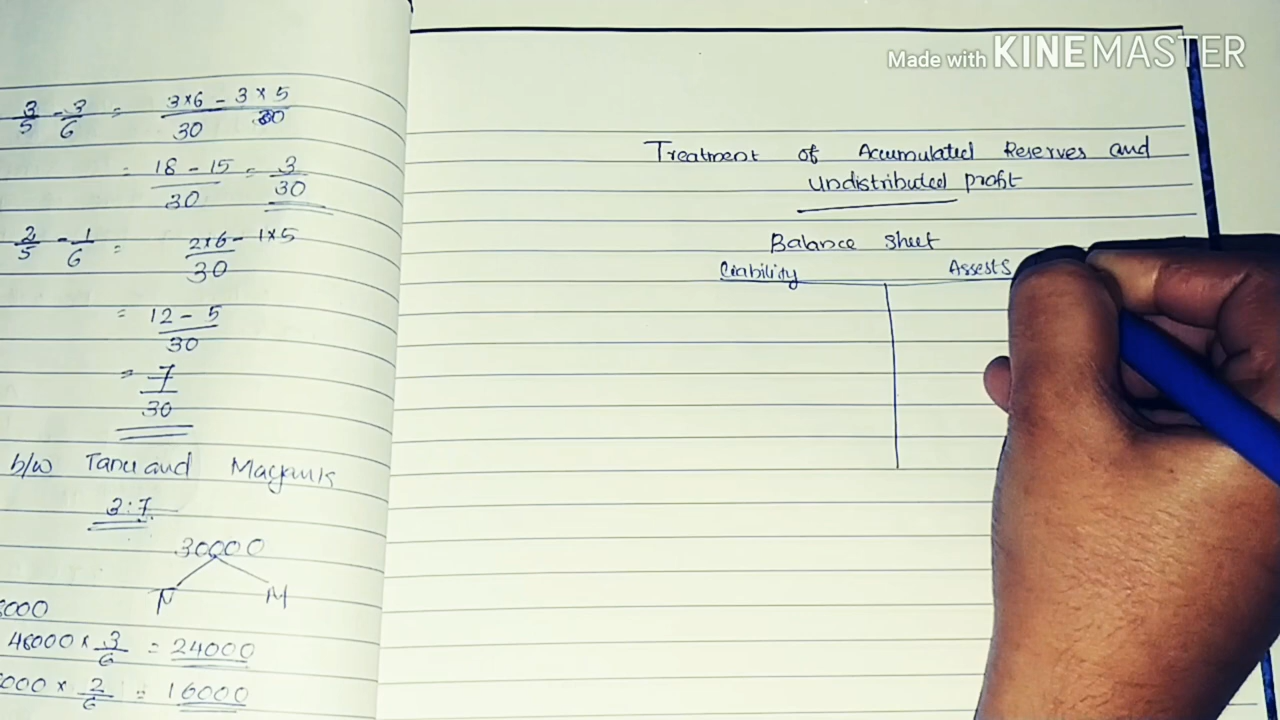 3/5 - 3/6 = 3×6 - 3×5 / 30
= 18 - 15 / 30 = 3/30
2/5 - 1/6 = 2×6 - 1×5 / 30
= 12 - 5 / 30
= 7/30
b/w Tanu and
3:7
30000
N M
48000 × 3/6 = 24000
000 × 2/6 = 16000
Made with KINEMASTER
Treatment of Accumulated Reserves and
Undistributed profit
Balance Sheet
Liability Assests